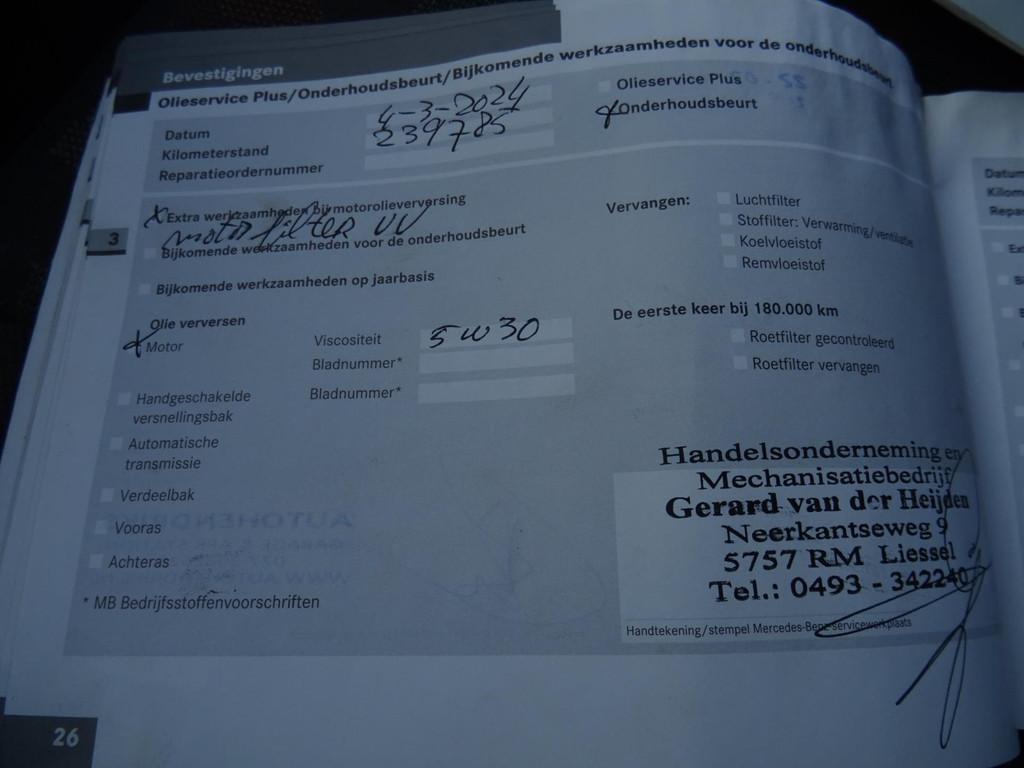 Bevestigingen
Olieservice Plus/Onderhoudsbeurt/Bijkomende werkzaamheden voor de onderhoudsbeurt
Datum 4-3-2024
Kilometerstand 239785
Reparatieordernummer
Olieservice Plus
Onderhoudsbeurt
3
Extra werkzaamheden bij motorolieverversing
motorfilter VV
Bijkomende werkzaamheden voor de onderhoudsbeurt
Bijkomende werkzaamheden op jaarbasis
Vervangen:
Luchtfilter
Stoffilter: Verwarming/ventilatie
Koelvloeistof
Remvloeistof
Olie verversen
Motor
Viscositeit 5W30
Bladnummer*
Bladnummer*
De eerste keer bij 180.000 km
Roetfilter gecontroleerd
Roetfilter vervangen
Handgeschakelde
versnellingsbak
Automatische
transmissie
Verdeelbak
Vooras
Achteras
* MB Bedrijfsstoffenvoorschriften
Handelsonderneming en
Mechanisatiebedrijf
Gerard van der Heijden
Neerkantseweg 9
5757 RM Liessel
Tel.: 0493 - 342240
Handtekening/stempel Mercedes-Benz-servicewerkplaats
26
Datum